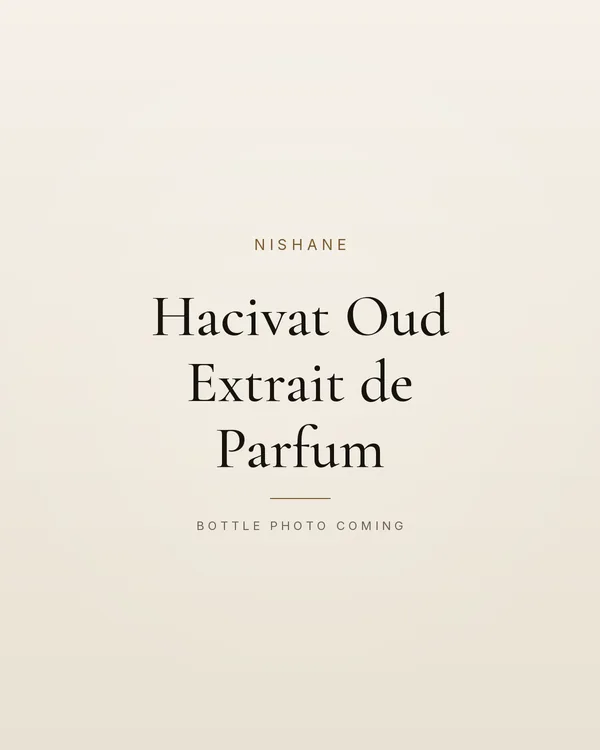 NISHANE
Hacivat Oud
Extrait de
Parfum
BOTTLE PHOTO COMING